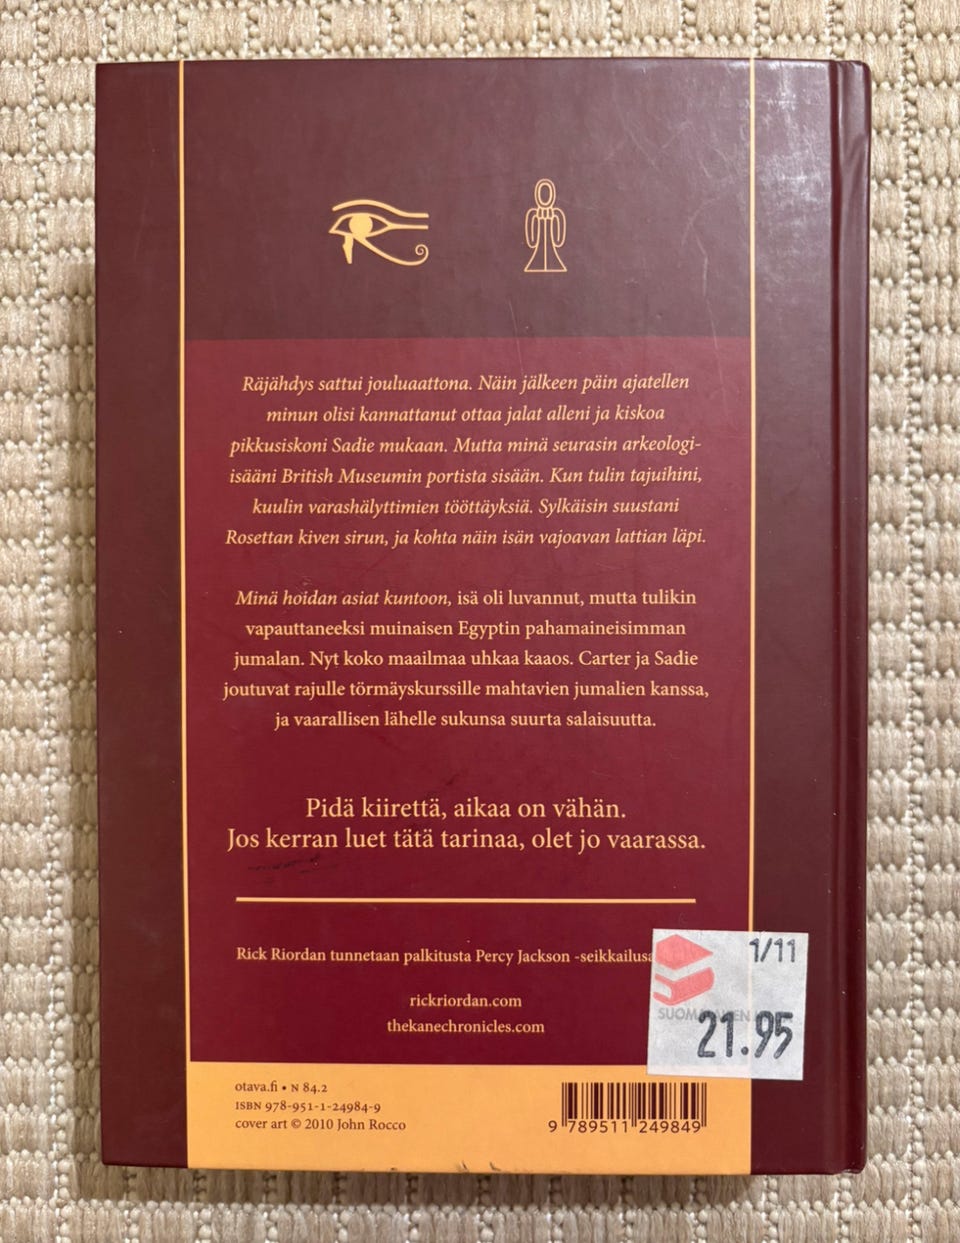 Räjähdys sattui jouluaattona. Näin jälkeen päin ajatellen
minun olisi kannattanut ottaa jalat alleni ja kiskoa
pikkusiskoni Sadie mukaan. Mutta minä seurasin arkeologi-
isääni British Museumin portista sisään. Kun tulin tajuihini,
kuulin varashälyttimien tööttäyksiä. Sylkäisin suustani
Rosettan kiven sirun, ja kohta näin isän vajoavan lattian läpi.
Minä hoidan asiat kuntoon, isä oli luvannut, mutta tulikin
vapauttaneeksi muinaisen Egyptin pahamaineisimman
jumalan. Nyt koko maailmaa uhkaa kaaos. Carter ja Sadie
joutuvat rajulle törmäyskurssille mahtavien jumalien kanssa,
ja vaarallisen lähelle sukunsa suurta salaisuutta.
Pidä kiirettä, aikaa on vähän.
Jos kerran luet tätä tarinaa, olet jo vaarassa.
Rick Riordan tunnetaan palkitusta Percy Jackson
rickriordan.com
thekanechronicles.com
1/11
21.95
otava.fi • N 84.2
ISBN 978-951-1-24984-9
cover art © 2010 John Rocco
9 789511 249849